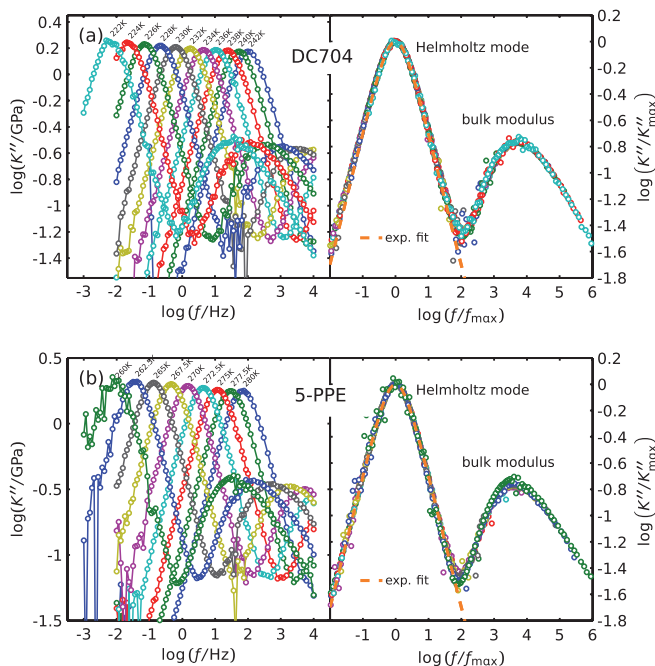 (a)
222K 224K 226K 228K 230K 232K 234K 236K 238K 240K 242K
DC704
Helmholtz mode
bulk modulus
exp. fit
log(K''/GPa)
0.4
0.2
0
-0.2
-0.4
-0.6
-0.8
-1
-1.2
-1.4
-3 -2 -1 0 1 2 3 4
log(f/Hz)
-1 0 1 2 3 4 5 6
log(f/fmax)
0.2
0
-0.2
-0.4
-0.6
-0.8
-1
-1.2
-1.4
-1.6
-1.8
log(K''/K''max)
(b)
260K 262.5K 265K 267.5K 270K 272.5K 275K 277.5K 280K
5-PPE
Helmholtz mode
bulk modulus
exp. fit
log(K''/GPa)
0.5
0
-0.5
-1
-1.5
-3 -2 -1 0 1 2 3 4
log(f/Hz)
-1 0 1 2 3 4 5 6
log(f/fmax)
0.2
0
-0.2
-0.4
-0.6
-0.8
-1
-1.2
-1.4
-1.6
-1.8
log(K''/K''max)